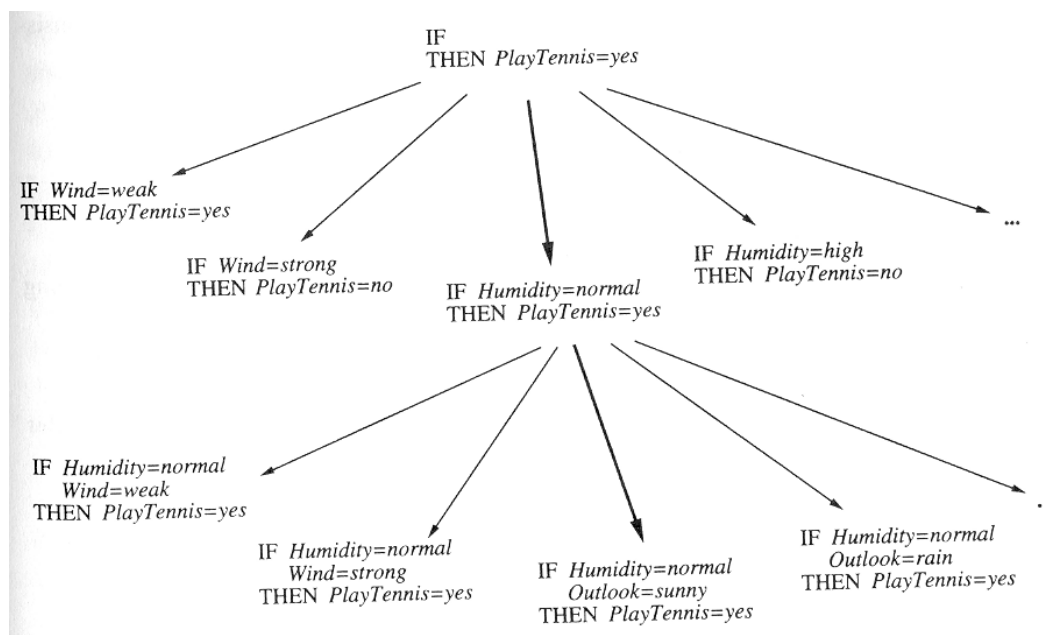 IF
THEN PlayTennis=yes
IF Wind=weak
THEN PlayTennis=yes
...
IF Wind=strong
THEN PlayTennis=no
IF Humidity=normal
THEN PlayTennis=yes
IF Humidity=high
THEN PlayTennis=no
IF Humidity=normal
Wind=weak
THEN PlayTennis=yes
IF Humidity=normal
Wind=strong
THEN PlayTennis=yes
IF Humidity=normal
Outlook=sunny
THEN PlayTennis=yes
IF Humidity=normal
Outlook=rain
THEN PlayTennis=yes